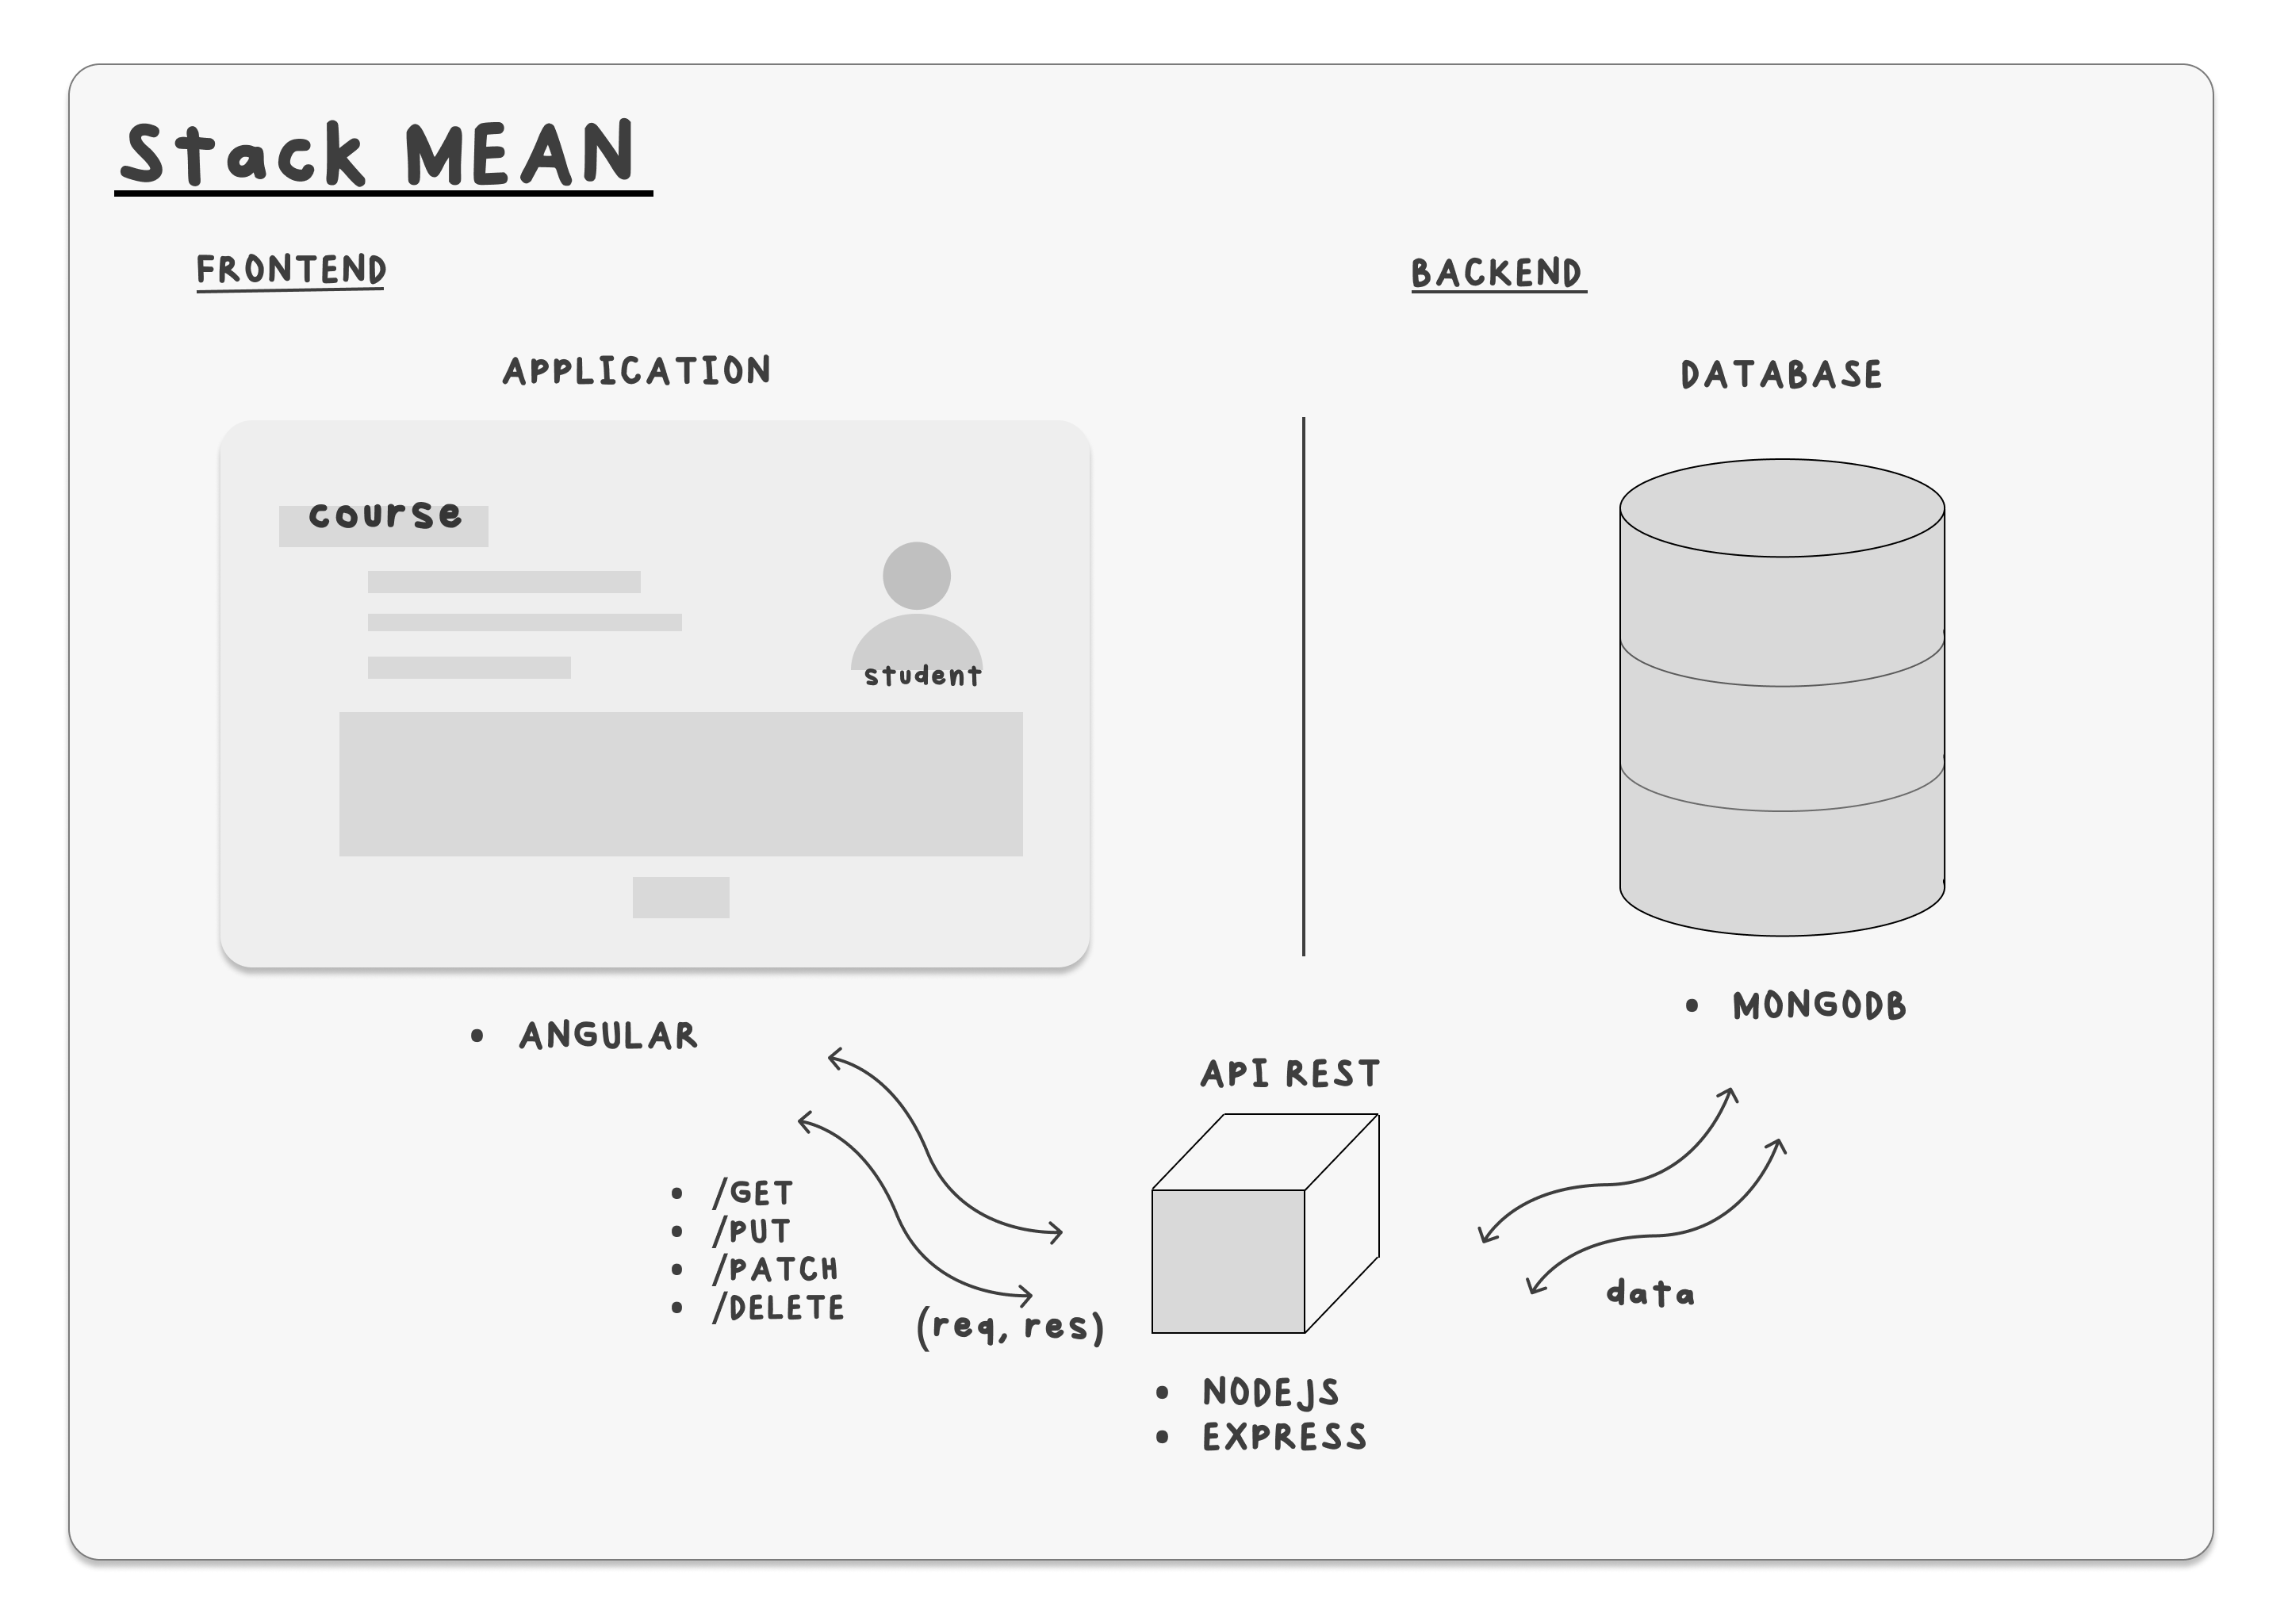 Stack MEAN
FRONTEND
BACKEND
APPLICATION
DATABASE
course
student
• ANGULAR
• MONGODB
API REST
• /GET
• /PUT
• /PATCH
• /DELETE
(req, res)
data
• NODEJS
• EXPRESS